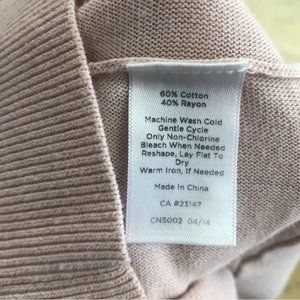 60% Cotton
40% Rayon
Machine Wash Cold
Gentle Cycle
Only Non-Chlorine
Bleach When Needed
Reshape, Lay Flat To
Dry
Warm Iron, If Needed
Made In China
CA #23147
CN5002 04/14